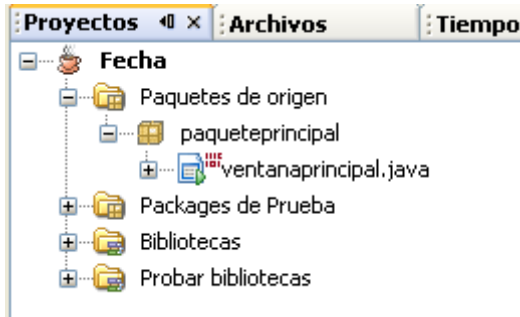 Proyectos Archivos Tiempo
Fecha
Paquetes de origen
paqueteprincipal
ventanaprincipal.java
Packages de Prueba
Bibliotecas
Probar bibliotecas